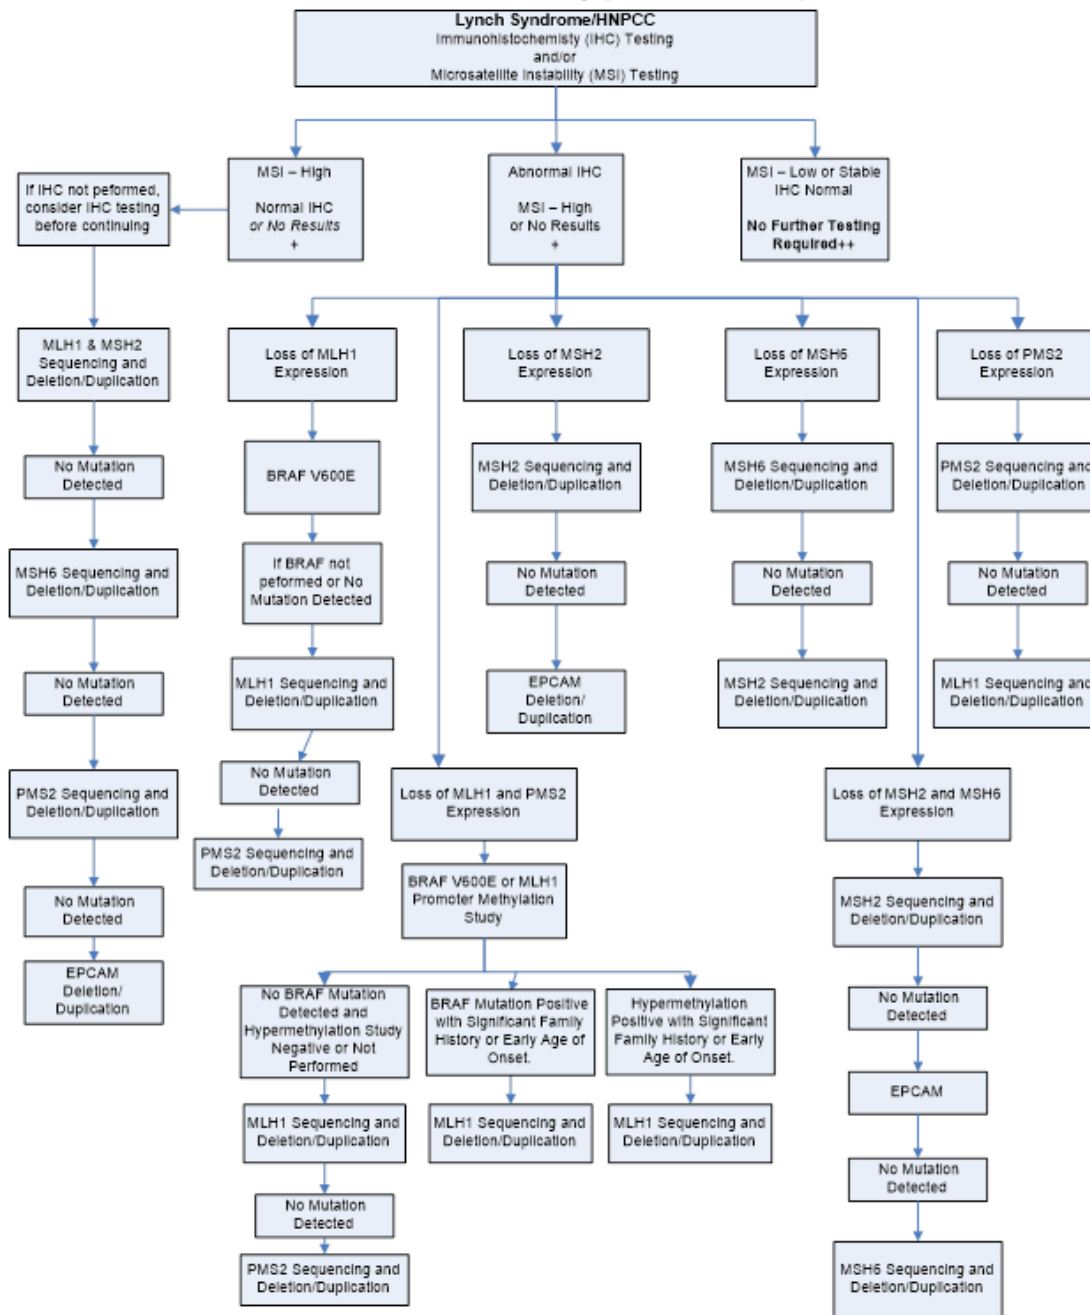 Lynch Syndrome/HNPCC
Immunohistochemisty (IHC) Testing
and/or
Microsatellite Instability (MSI) Testing
If IHC not peformed,
consider IHC testing
before continuing
MSI – High
Normal IHC
or No Results
+
Abnormal IHC
MSI – High
or No Results
+
MSI – Low or Stable
IHC Normal
No Further Testing
Required++
MLH1 & MSH2
Sequencing and
Deletion/Duplication
No Mutation
Detected
MSH6 Sequencing and
Deletion/Duplication
No Mutation
Detected
PMS2 Sequencing and
Deletion/Duplication
No Mutation
Detected
EPCAM
Deletion/
Duplication
Loss of MLH1
Expression
BRAF V600E
If BRAF not
peformed or No
Mutation Detected
MLH1 Sequencing and
Deletion/Duplication
No Mutation
Detected
PMS2 Sequencing and
Deletion/Duplication
Loss of MSH2
Expression
MSH2 Sequencing and
Deletion/Duplication
No Mutation
Detected
EPCAM
Deletion/
Duplication
Loss of MSH6
Expression
MSH6 Sequencing and
Deletion/Duplication
No Mutation
Detected
MSH2 Sequencing and
Deletion/Duplication
Loss of PMS2
Expression
PMS2 Sequencing and
Deletion/Duplication
No Mutation
Detected
MLH1 Sequencing and
Deletion/Duplication
Loss of MLH1 and PMS2
Expression
BRAF V600E or MLH1
Promoter Methylation
Study
No BRAF Mutation
Detected and
Hypermethylation Study
Negative or Not
Performed
MLH1 Sequencing and
Deletion/Duplication
No Mutation
Detected
PMS2 Sequencing and
Deletion/Duplication
BRAF Mutation Positive
with Significant Family
History or Early Age of
Onset.
MLH1 Sequencing and
Deletion/Duplication
Hypermethylation
Positive with Significant
Family History or Early
Age of Onset.
MLH1 Sequencing and
Deletion/Duplication
Loss of MSH2 and MSH6
Expression
MSH2 Sequencing and
Deletion/Duplication
No Mutation
Detected
EPCAM
No Mutation
Detected
MSH6 Sequencing and
Deletion/Duplication